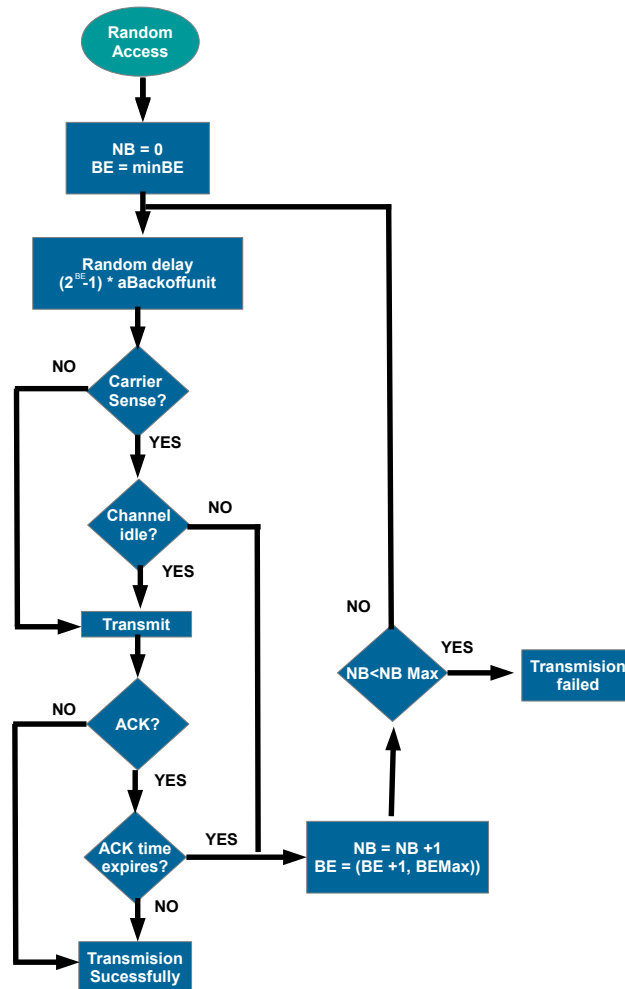 Random
Access
NB = 0
BE = minBE
Random delay
(2^BE-1) * aBackoffunit
NO
Carrier
Sense?
YES
Channel
idle?
NO
YES
Transmit
NO
ACK?
YES
ACK time
expires?
YES
NO
Transmision
Sucessfully
NB = NB +1
BE = (BE +1, BEMax))
NO
NB<NB Max
YES
Transmision
failed